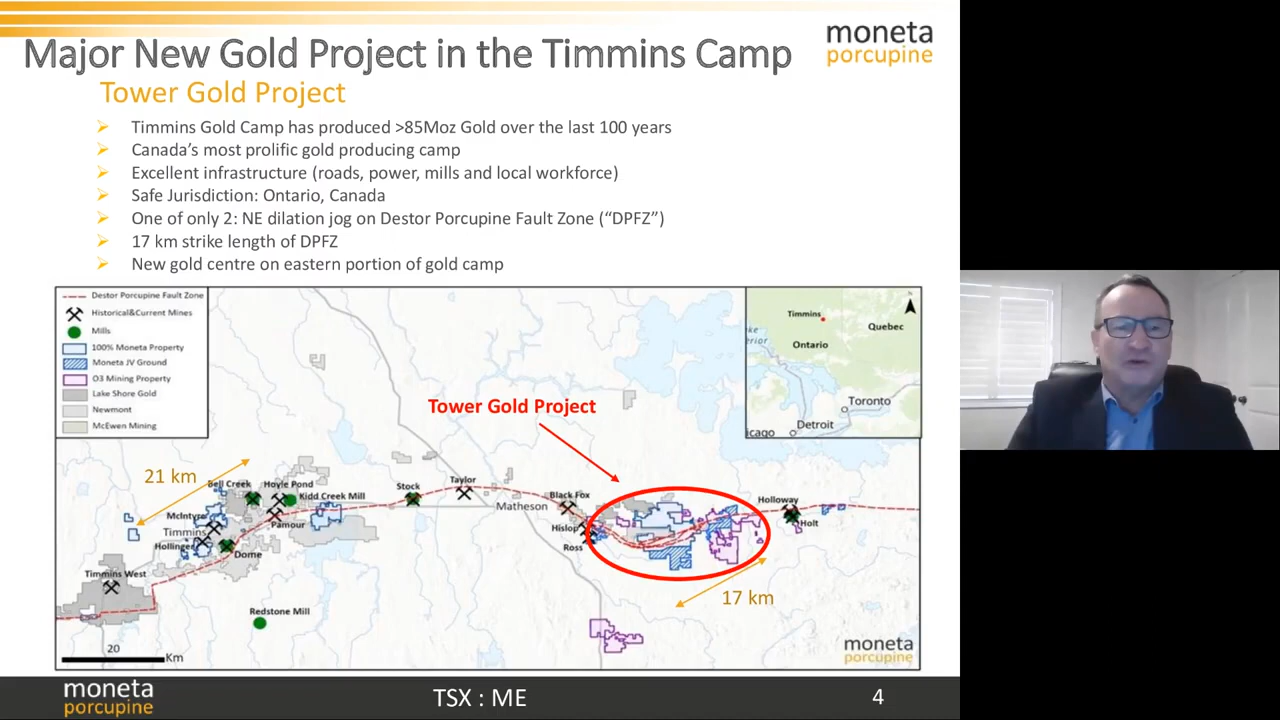 Major New Gold Project in the Timmins Camp
moneta
porcupine
Tower Gold Project
Timmins Gold Camp has produced >85Moz Gold over the last 100 years
Canada's most prolific gold producing camp
Excellent infrastructure (roads, power, mills and local workforce)
Safe Jurisdiction: Ontario, Canada
One of only 2: NE dilation jog on Destor Porcupine Fault Zone ("DPFZ")
17 km strike length of DPFZ
New gold centre on eastern portion of gold camp
Destor Porcupine Fault Zone
Historical&Current Mines
Mills
100% Moneta Property
Moneta JV Ground
O3 Mining Property
Lake Shore Gold
Newmont
McEwen Mining
N
Timmins
Quebec
Ontario
Toronto
Detroit
Tower Gold Project
21 km
Bell Creek
Hoyle Pond
Kidd Creek Mill
Stock
Taylor
Matheson
Black Fox
Holloway
McIntyre
Pamour
Hislop
Holt
Timmins
Hollinger
Dome
Ross
Timmins West
17 km
Redstone Mill
20
Km
moneta
porcupine
moneta
porcupine
TSX : ME
4